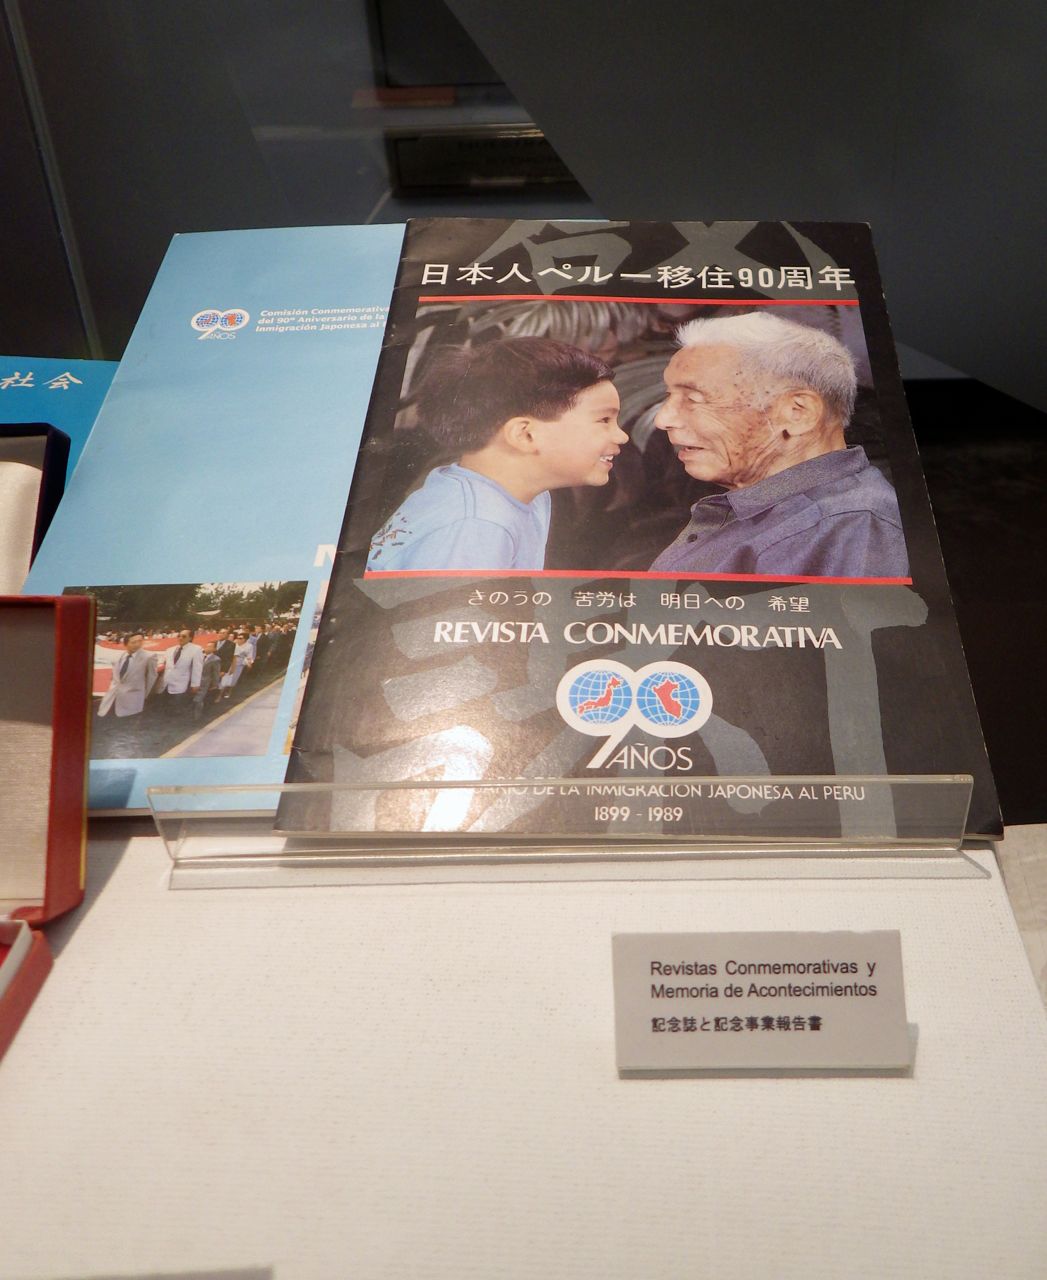 日本人ペルー移住90周年
きのうの 苦労は 明日への 希望
REVISTA CONMEMORATIVA
90
AÑOS
DE LA INMIGRACION JAPONESA AL PERU
1899 - 1989
90
AÑOS
Comisión Conmemorativa
del 90º Aniversario de la
Inmigración Japonesa al
社会
Revistas Conmemorativas y
Memoria de Acontecimientos
記念誌と記念事業報告書